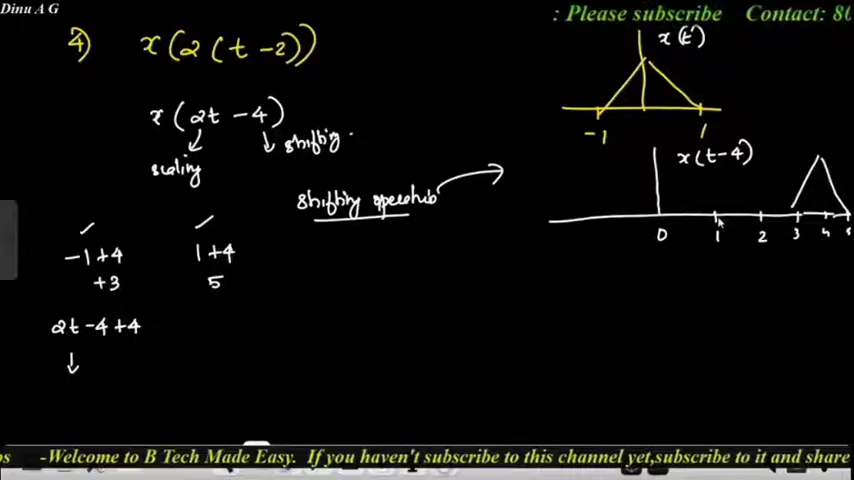 Dinu A G
: Please subscribe Contact: 80
4) x(2(t-2))
x(2t-4)
scaling
shifting
shifting
-1+4 1+4
+3 5
2t-4+4
x(t)
-1 1
x(t-4)
0 1 2 3 4 5
-Welcome to B Tech Made Easy. If you haven't subscribe to this channel yet,subscribe to it and share